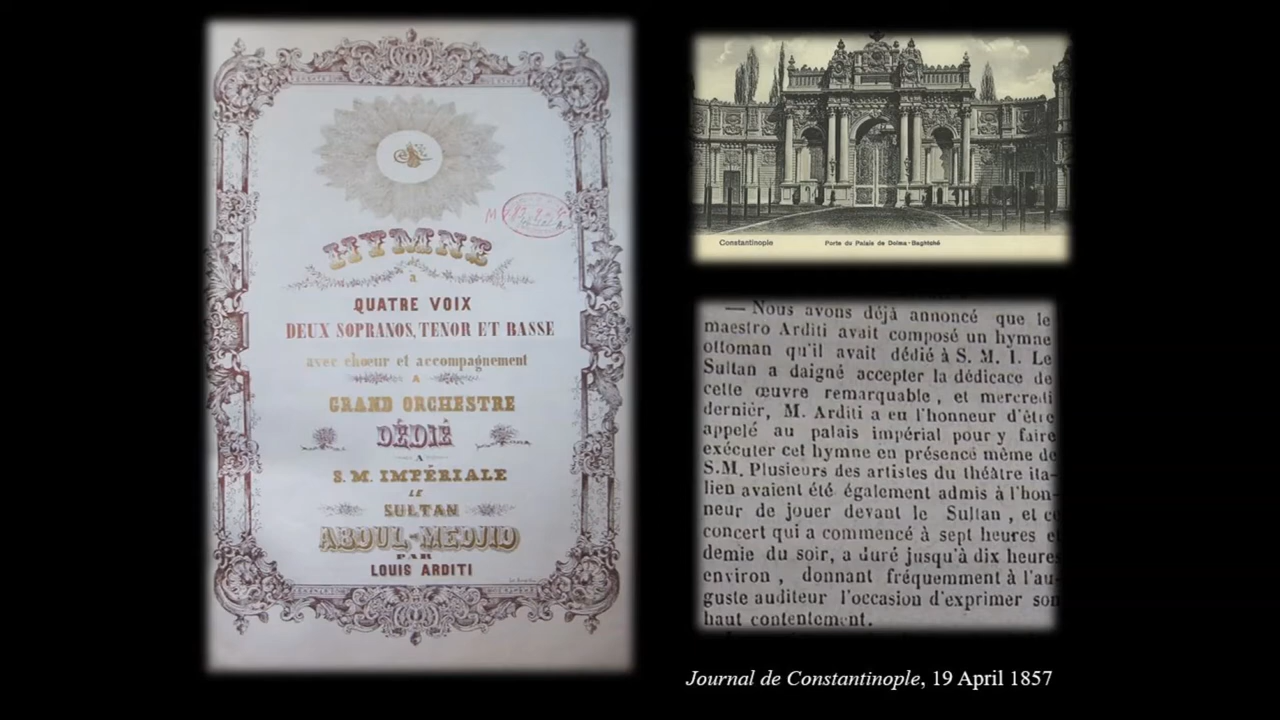 HYMNE
à
QUATRE VOIX
DEUX SOPRANOS, TENOR ET BASSE
avec chœur et accompagnement
A
GRAND ORCHESTRE
DÉDIÉ
A
S. M. IMPÉRIALE
LE
SULTAN
ABDUL-MEDJID
PAR
LOUIS ARDITI
Constantinople
Porte du Palais de Dolma-Baghtché
— Nous avons déjà annoncé que le
maestro Arditi avait composé un hymne
ottoman qu'il avait dédié à S. M. I. Le
Sultan a daigné accepter la dédicace de
cette œuvre remarquable, et mercredi
dernier, M. Arditi a eu l'honneur d'être
appelé au palais impérial pour y faire
exécuter cet hymne en présence même de
S.M. Plusieurs des artistes du théâtre ita-
lien avaient été également admis à l'hon-
neur de jouer devant le Sultan, et ce
concert qui a commencé à sept heures et
demie du soir, a duré jusqu'à dix heures
environ, donnant fréquemment à l'au-
guste auditeur l'occasion d'exprimer son
haut contentement.
Journal de Constantinople, 19 April 1857